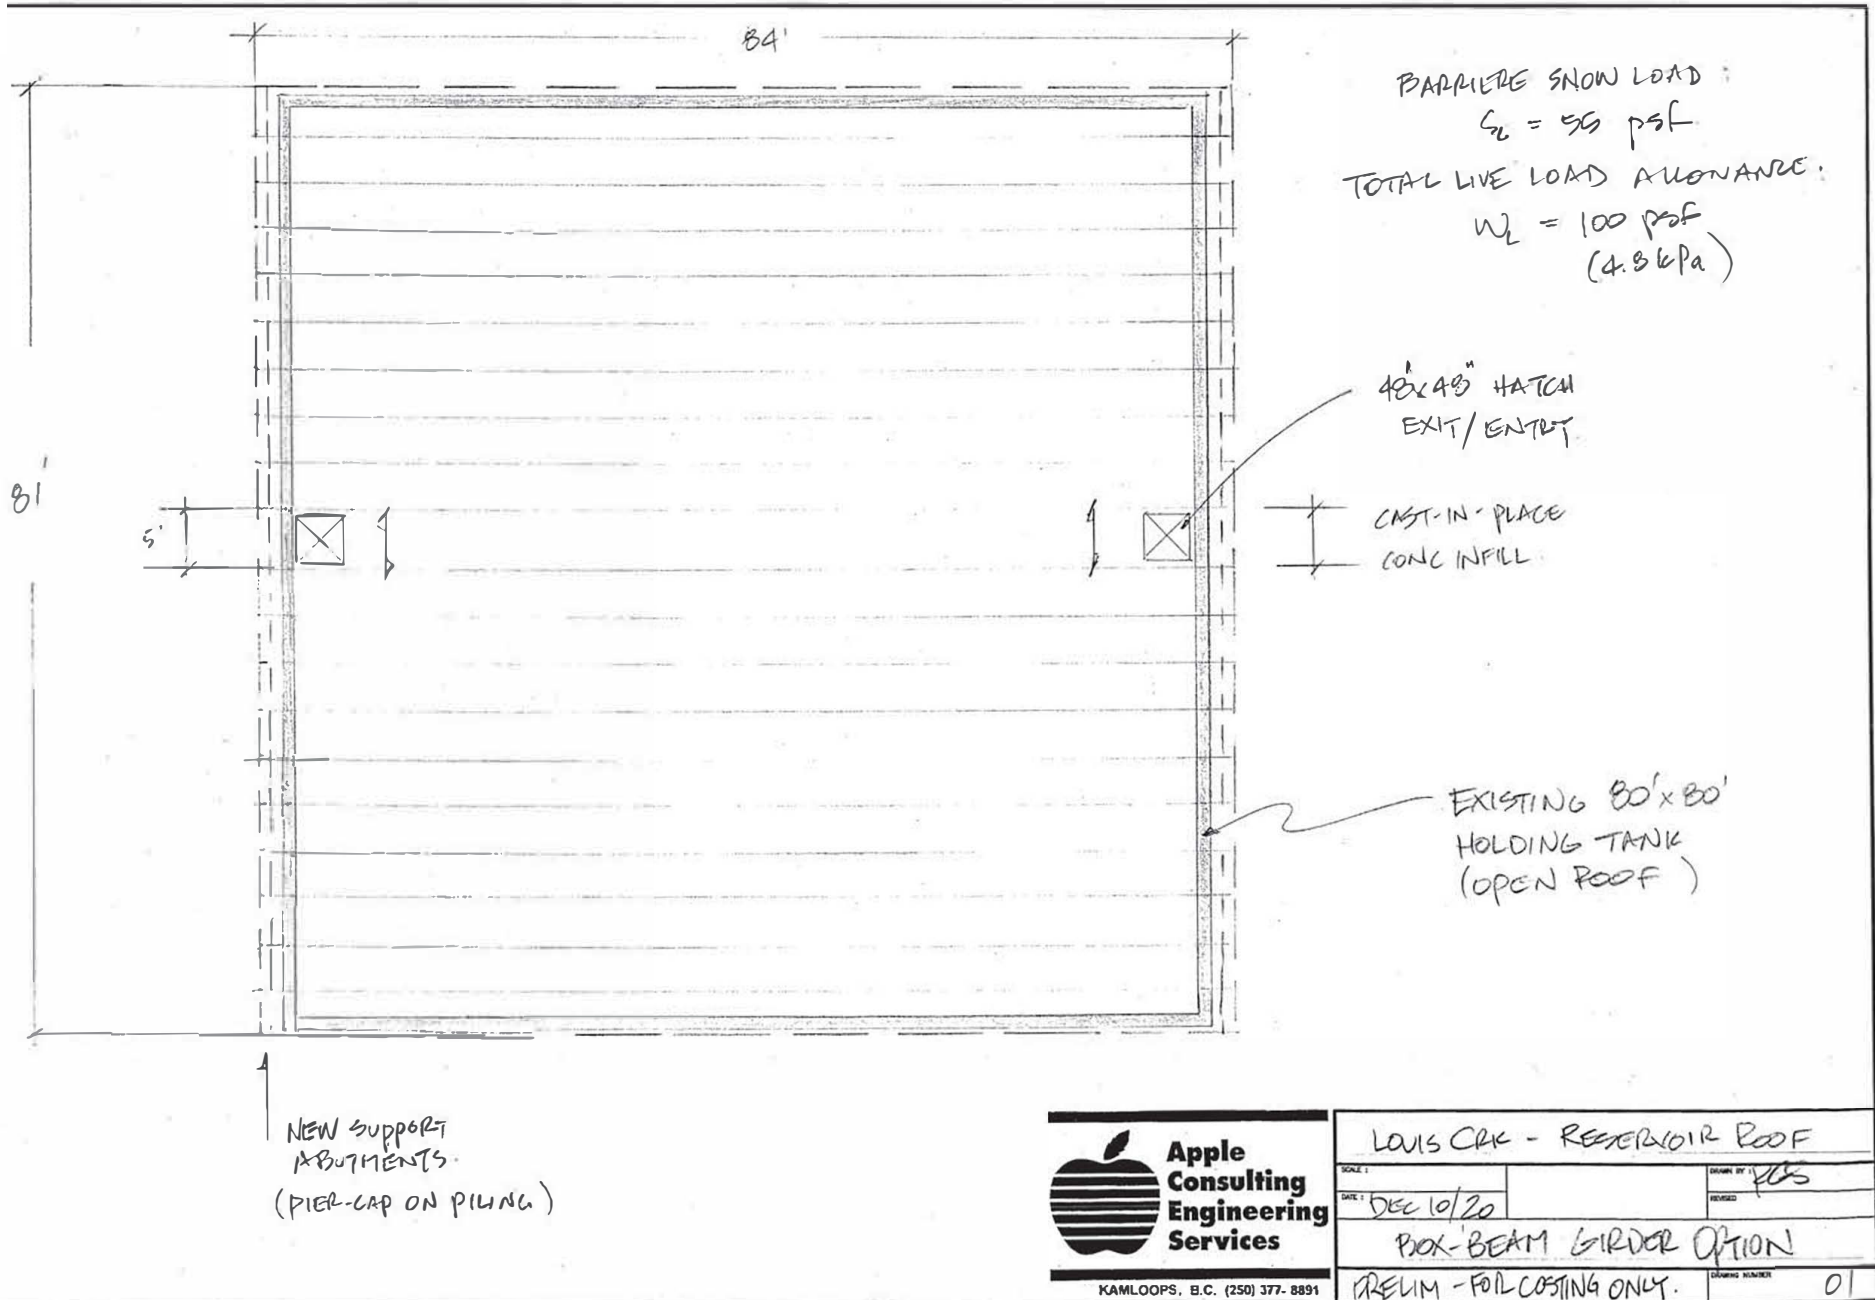 84'
BARRIERE SNOW LOAD :
SL = 55 psf
TOTAL LIVE LOAD ALLOWANCE.
WL = 100 psf
(4.8 kPa)
48"x48" HATCH
EXIT/ENTRY
81'
5'
CAST-IN-PLACE
CONC INFILL.
EXISTING 80'x80'
HOLDING TANK
(OPEN ROOF)
NEW SUPPORT
ABUTMENTS.
(PIER-CAP ON PILING)
Apple
Consulting
Engineering
Services
KAMLOOPS, B.C. (250) 377-8891
LOUIS CRK - RESERVOIR ROOF
SCALE :
DRAWN BY :
DATE : DEC 10/20
REVISED
BOX-BEAM GIRDER OPTION
PRELIM - FOR COSTING ONLY.
DRAWING NUMBER
01